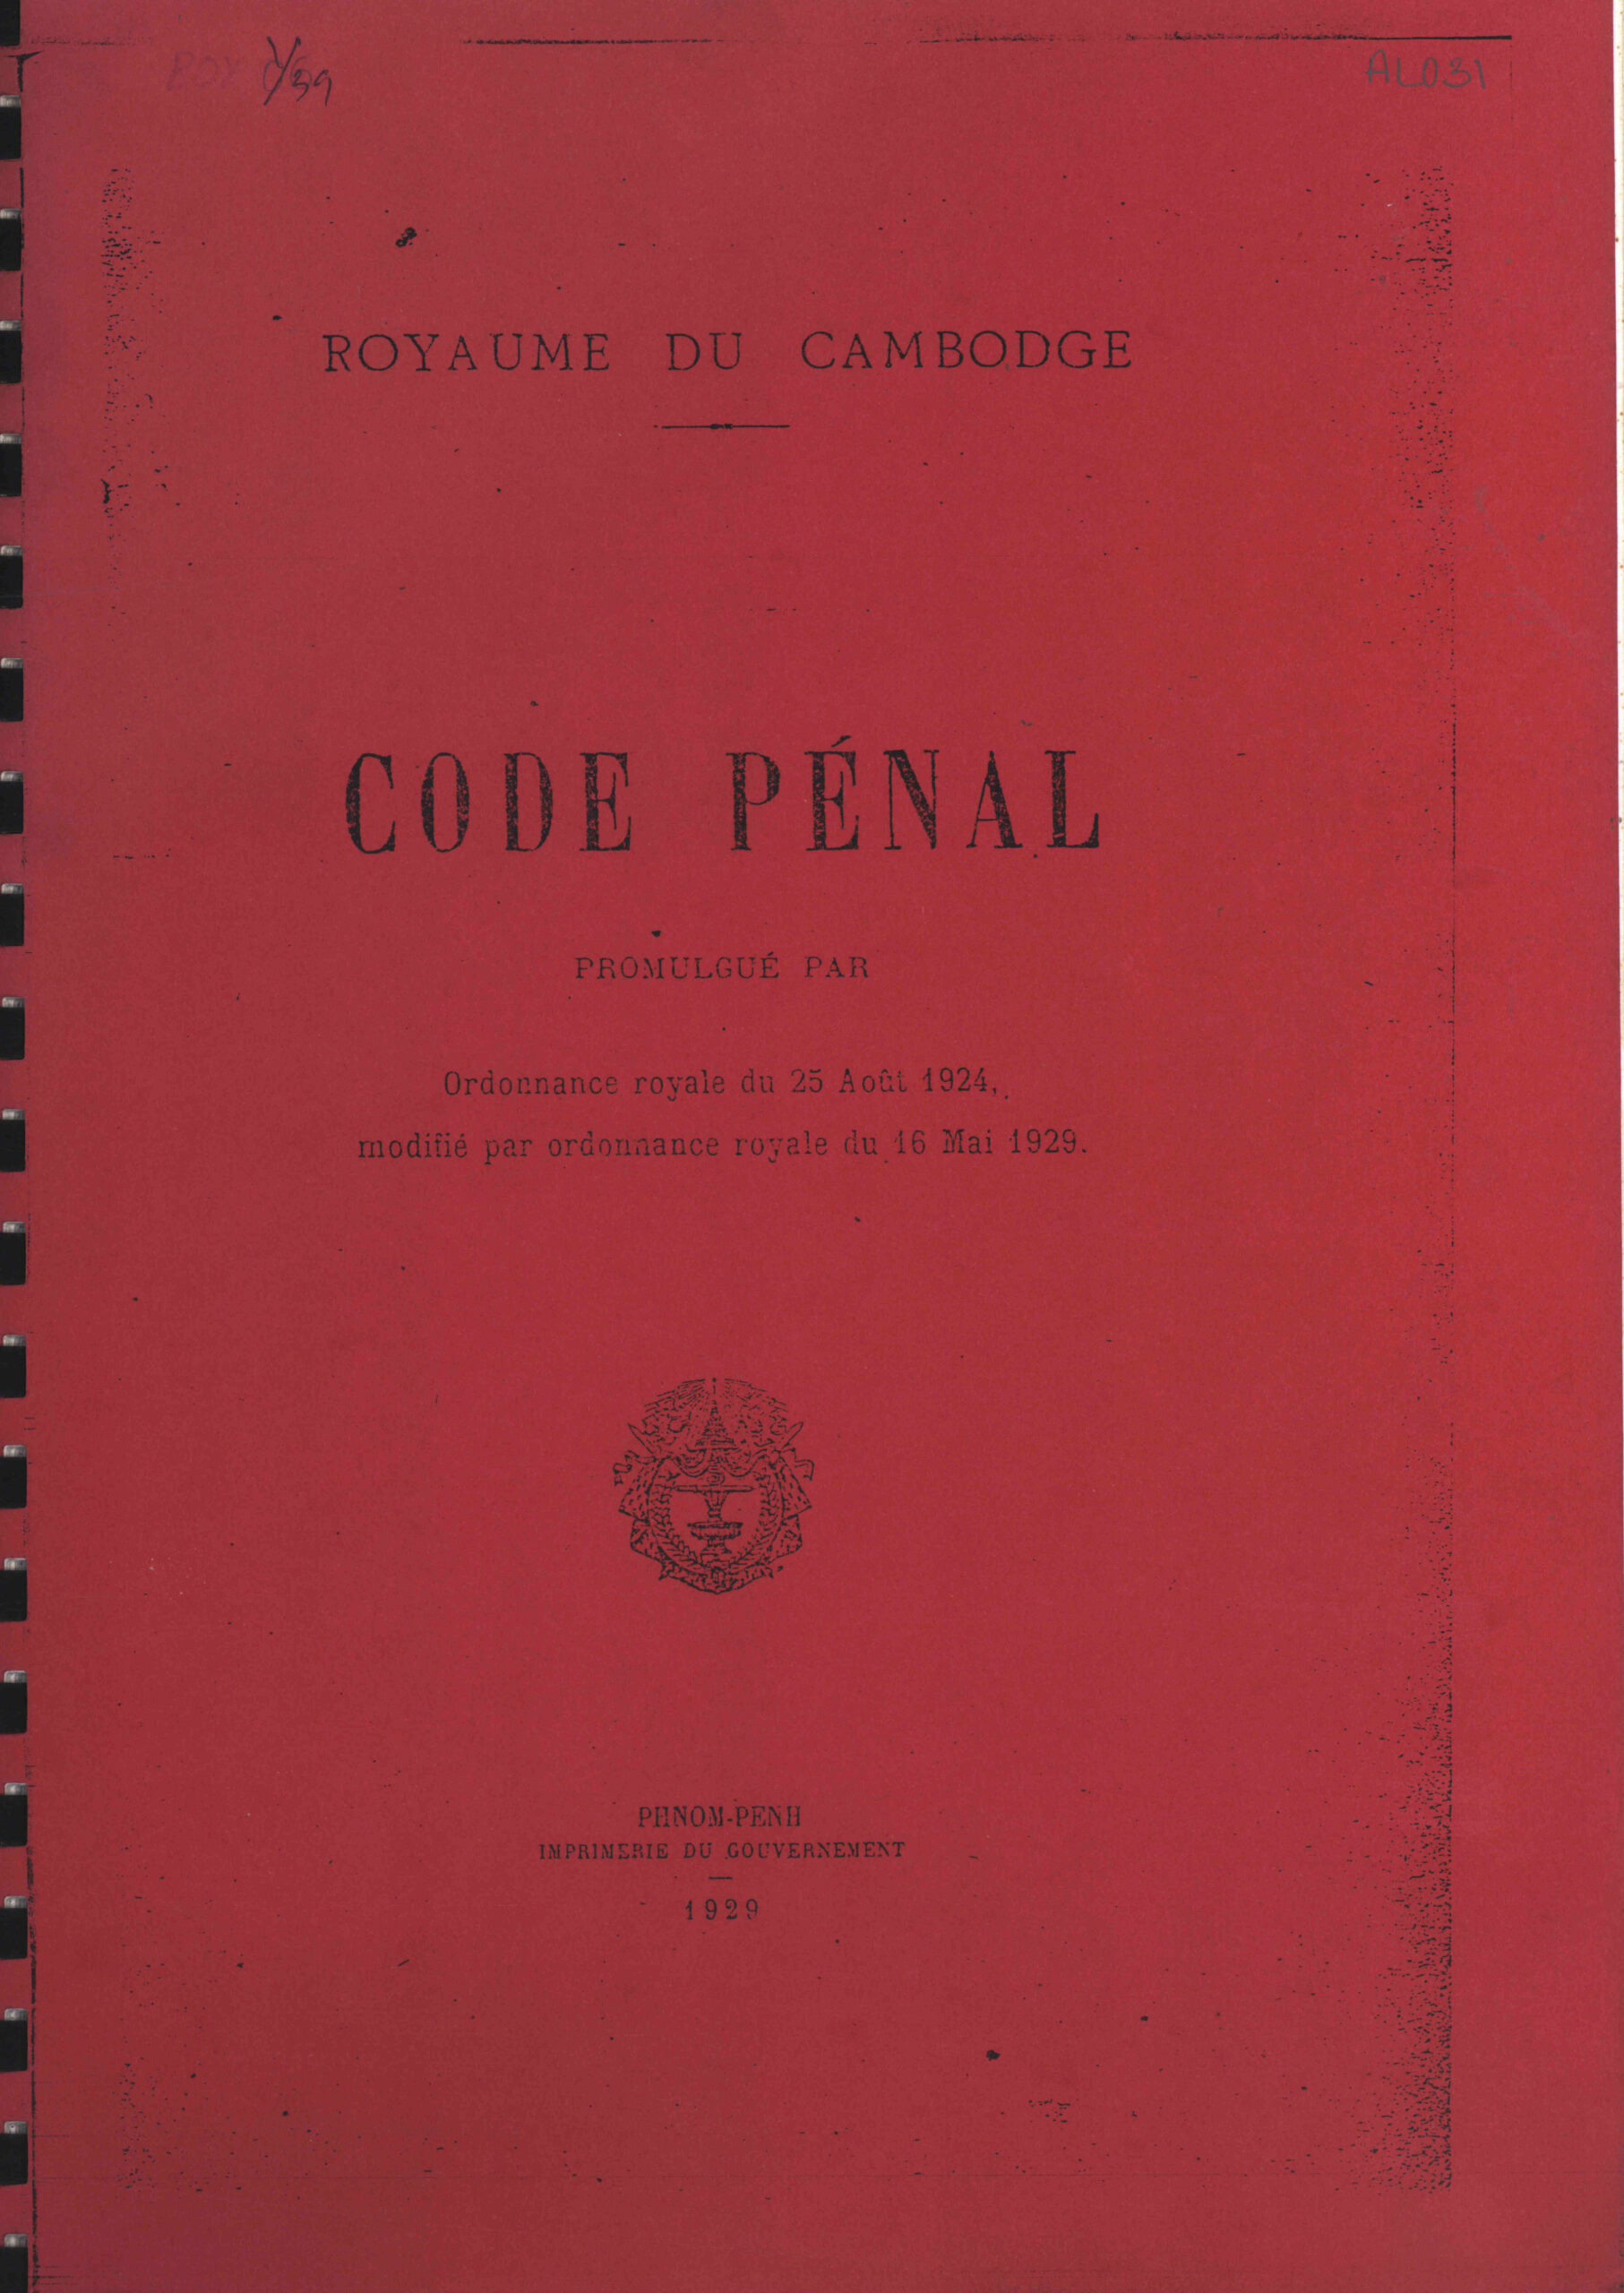 AL031
ROYAUME DU CAMBODGE
CODE PÉNAL
PROMULGUÉ PAR
Ordonnance royale du 25 Août 1924,
modifié par ordonnance royale du 16 Mai 1929.
PHNOM-PENH
IMPRIMERIE DU GOUVERNEMENT
1929